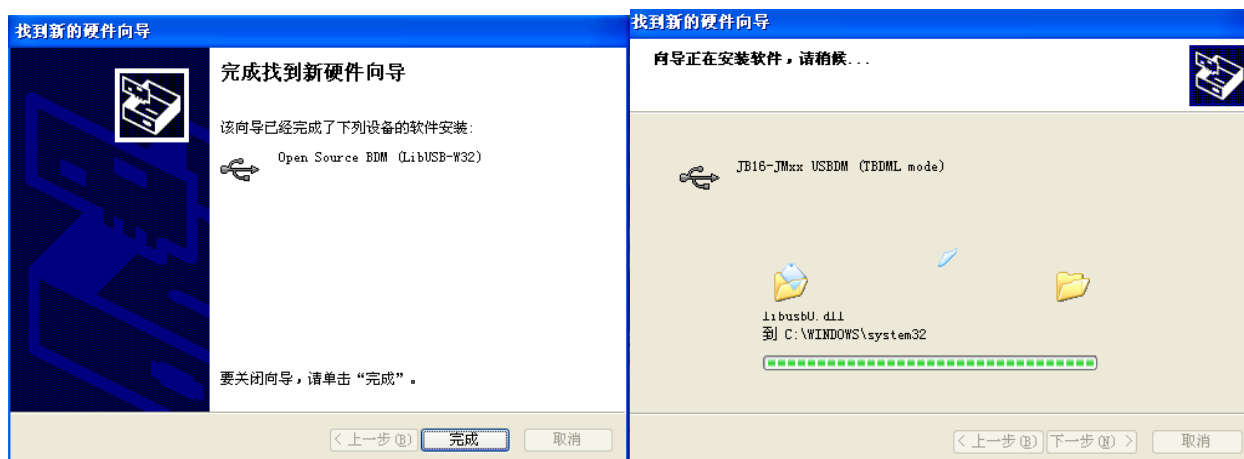 找到新的硬件向导
完成找到新硬件向导
该向导已经完成了下列设备的软件安装:
Open Source BDM (LibUSB-W32)
要关闭向导，请单击“完成”。
< 上一步(B)
完成
取消
找到新的硬件向导
向导正在安装软件，请稍候...
JB16-JMxx USBDM (TBDML mode)
libusb0.dll
到 C:\WINDOWS\system32
< 上一步(B)
下一步(N) >
取消